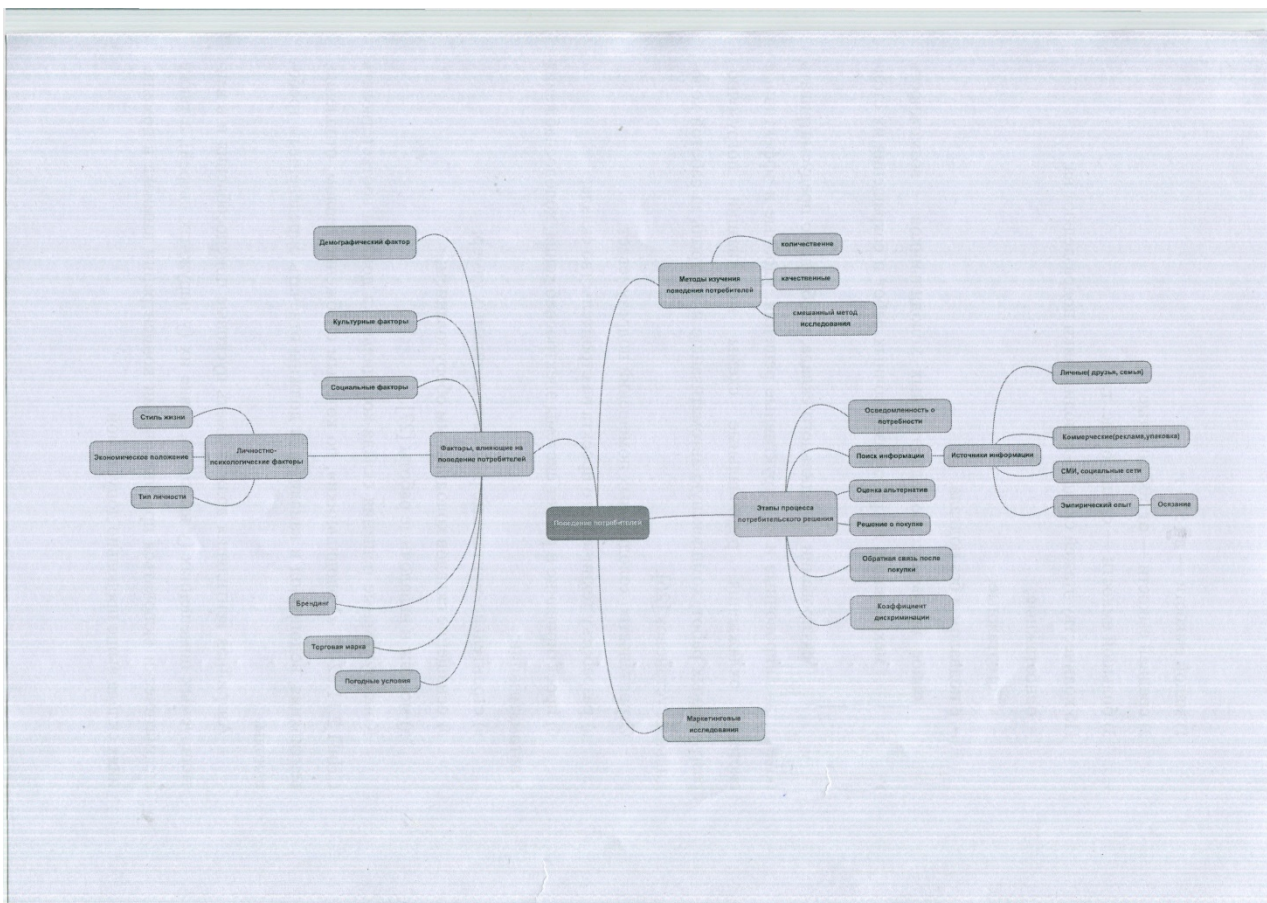 Демографический фактор
Культурные факторы
Социальные факторы
Стиль жизни
Экономическое положение
Тип личности
Личностно-
психологические факторы
Факторы, влияющие на
поведение потребителей
Брендинг
Торговая марка
Погодные условия
Поведение потребителей
Методы изучения
поведения потребителей
количественне
качественные
смешанный метод
исследования
Этапы процесса
потребительского решения
Осведомленность о
потребности
Поиск информации
Оценка альтернатив
Решение о покупке
Обратная связь после
покупки
Коэффициент
дискриминации
Источники информации
Личные( друзья, семья)
Коммерческие(реклама,упаковка)
СМИ, социальные сети
Эмпирический опыт
Осязание
Маркетинговые
исследования